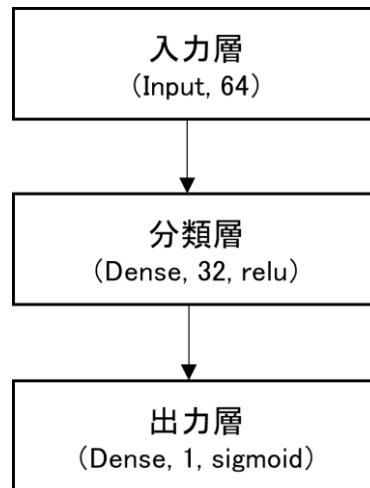 入力層
(Input, 64)
分類層
(Dense, 32, relu)
出力層
(Dense, 1, sigmoid)